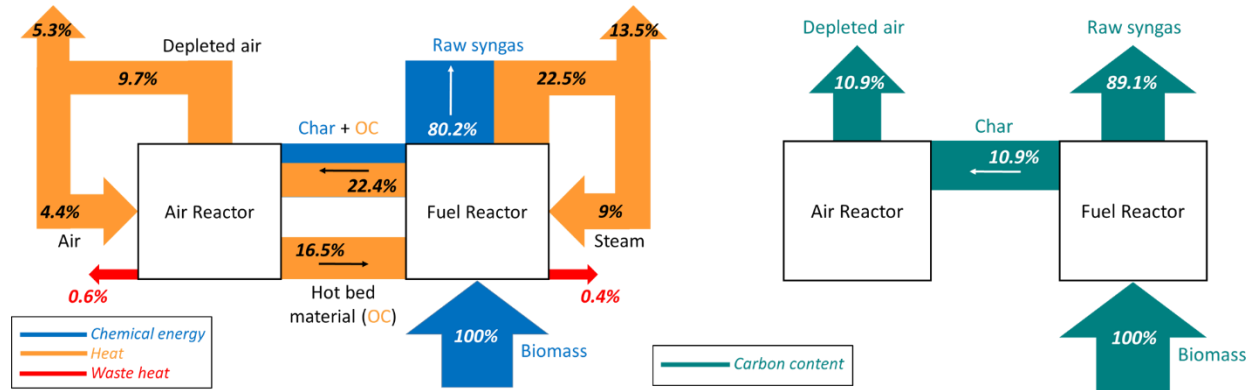 5.3%
Depleted air
9.7%
Raw syngas
13.5%
22.5%
80.2%
Char + OC
22.4%
Air Reactor
Fuel Reactor
4.4%
Air
9%
Steam
16.5%
Hot bed
material (OC)
0.6%
0.4%
100%
Biomass
Chemical energy
Heat
Waste heat
Depleted air
10.9%
Raw syngas
89.1%
Char
10.9%
Air Reactor
Fuel Reactor
100%
Biomass
Carbon content